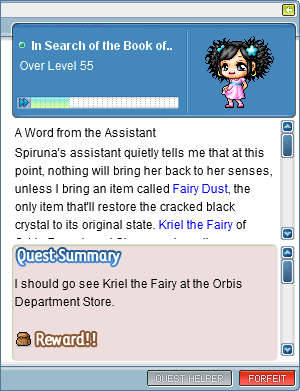 In Search of the Book of..
Over Level 55
A Word from the Assistant
Spiruna's assistant quietly tells me that at this
point, nothing will bring her back to her senses,
unless I bring an item called Fairy Dust, the
only item that'll restore the cracked black
crystal to its original state. Kriel the Fairy of
Quest Summary
I should go see Kriel the Fairy at the Orbis
Department Store.
Reward!!
QUEST HELPER
FORFEIT